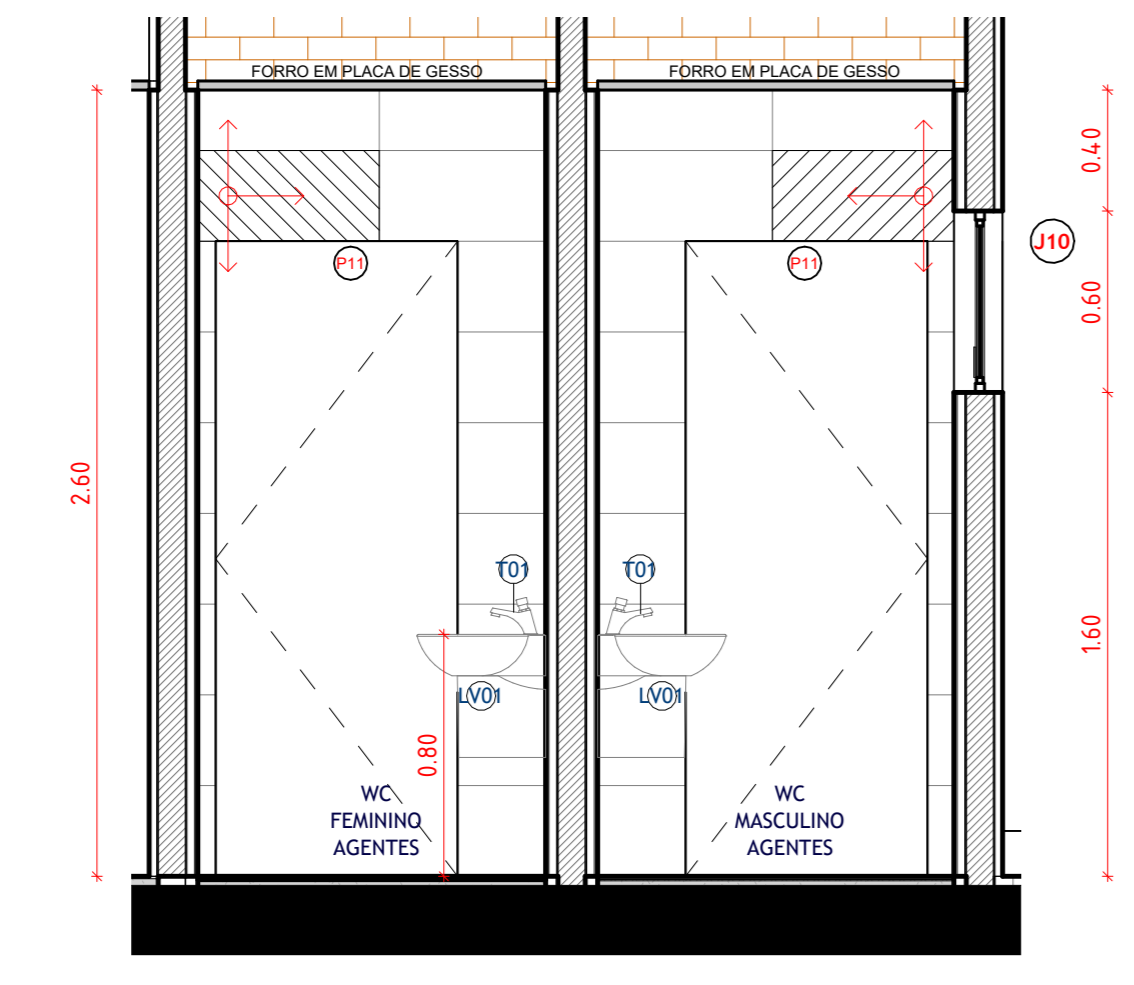 FORRO EM PLACA DE GESSO
FORRO EM PLACA DE GESSO
0.40
J10
P11
P11
0.60
2.60
T01
T01
1.60
LV01
LV01
0.80
WC
FEMININO
AGENTES
WC
MASCULINO
AGENTES